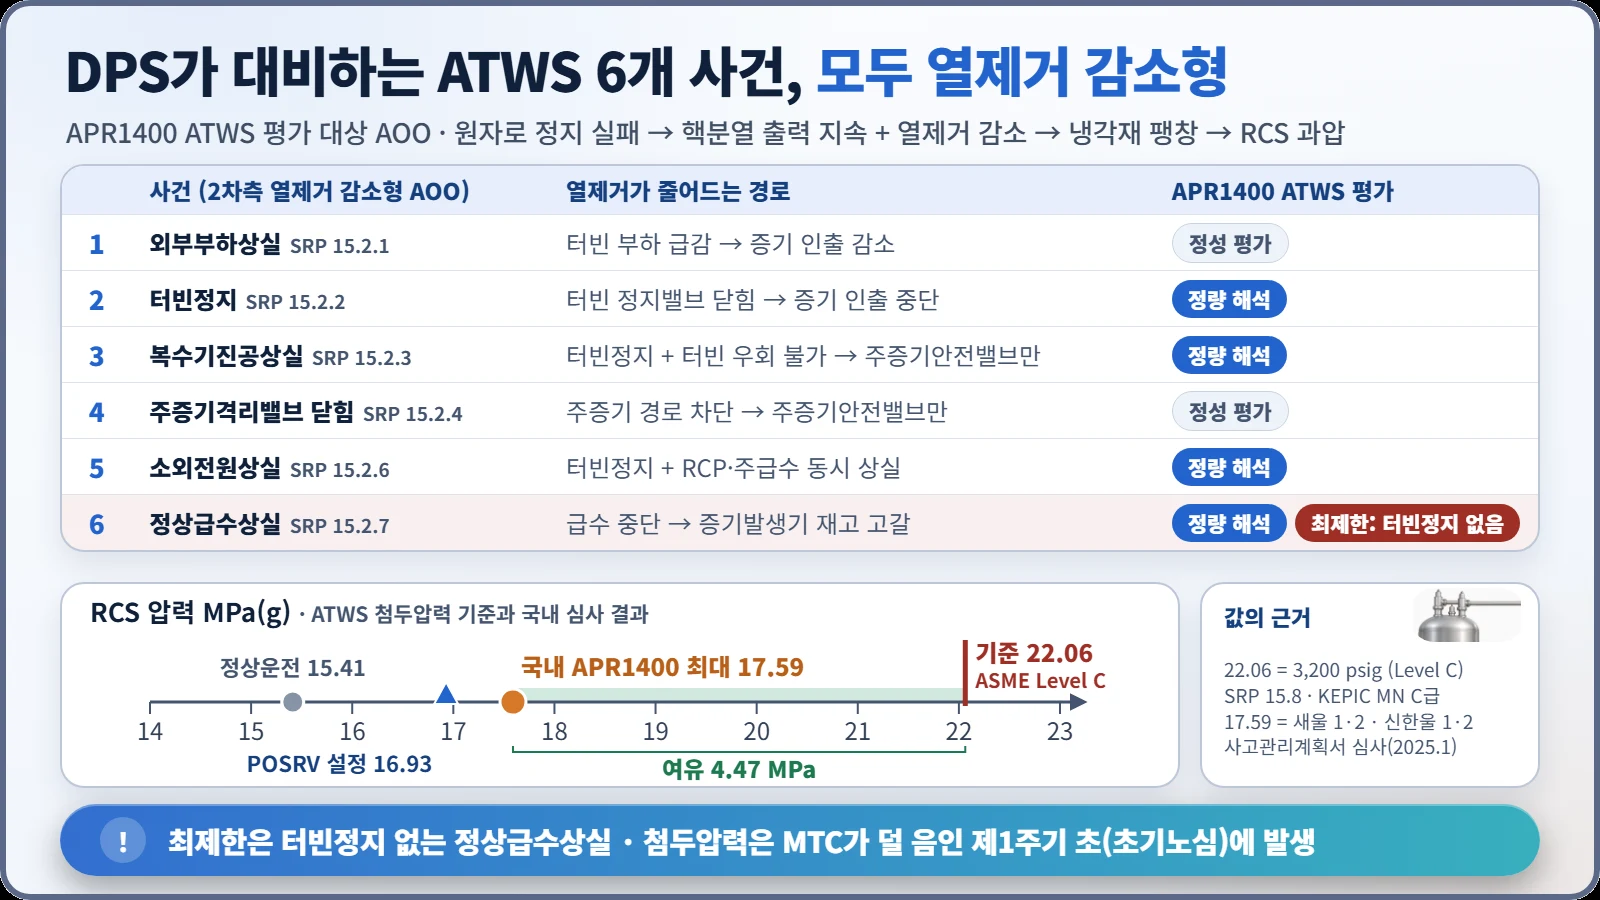 DPS가 대비하는 ATWS 6개 사건, 모두 열제거 감소형
APR1400 ATWS 평가 대상 AOO · 원자로 정지 실패 → 핵분열 출력 지속 + 열제거 감소 → 냉각재 팽창 → RCS 과압
사건 (2차측 열제거 감소형 AOO) 열제거가 줄어드는 경로 APR1400 ATWS 평가
1 외부부하상실 SRP 15.2.1 터빈 부하 급감 → 증기 인출 감소 정성 평가
2 터빈정지 SRP 15.2.2 터빈 정지밸브 닫힘 → 증기 인출 중단 정량 해석
3 복수기진공상실 SRP 15.2.3 터빈정지 + 터빈 우회 불가 → 주증기안전밸브만 정량 해석
4 주증기격리밸브 닫힘 SRP 15.2.4 주증기 경로 차단 → 주증기안전밸브만 정성 평가
5 소외전원상실 SRP 15.2.6 터빈정지 + RCP·주급수 동시 상실 정량 해석
6 정상급수상실 SRP 15.2.7 급수 중단 → 증기발생기 재고 고갈 정량 해석 최제한: 터빈정지 없음
RCS 압력 MPa(g) · ATWS 첨두압력 기준과 국내 심사 결과
정상운전 15.41 국내 APR1400 최대 17.59 기준 22.06
ASME Level C
14 15 16 17 18 19 20 21 22 23
POSRV 설정 16.93 여유 4.47 MPa
값의 근거
22.06 = 3,200 psig (Level C)
SRP 15.8 · KEPIC MN C급
17.59 = 새울 1·2 · 신한울 1·2
사고관리계획서 심사(2025.1)
! 최제한은 터빈정지 없는 정상급수상실 · 첨두압력은 MTC가 덜 음인 제1주기 초(초기노심)에 발생